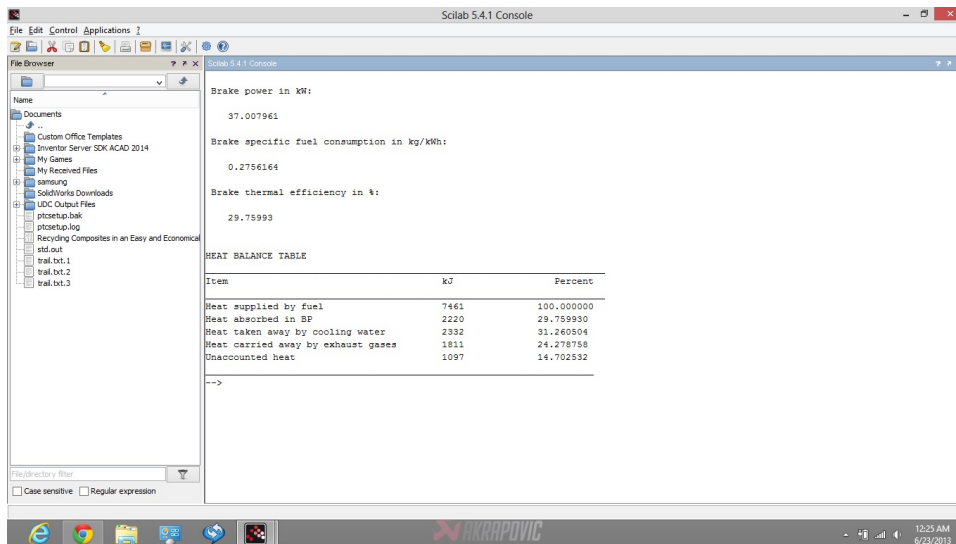 Scilab 5.4.1 Console
File Edit Control Applications ?
File Browser
Scilab 5.4.1 Console
Name
Documents
..
Custom Office Templates
Inventor Server SDK ACAD 2014
My Games
My Received Files
samsung
SolidWorks Downloads
UDC Output Files
ptcsetup.bak
ptcsetup.log
Recycling Composites in an Easy and Economical
std.out
trail.txt.1
trail.txt.2
trail.txt.3
File/directory filter
Case sensitive Regular expression
Brake power in kW:
37.007961
Brake specific fuel consumption in kg/kWh:
0.2756164
Brake thermal efficiency in %:
29.75993
HEAT BALANCE TABLE
Item kJ Percent
Heat supplied by fuel 7461 100.000000
Heat absorbed in BP 2220 29.759930
Heat taken away by cooling water 2332 31.260504
Heat carried away by exhaust gases 1811 24.278758
Unaccounted heat 1097 14.702532
-->
AKRAPOVIC
12:25 AM
6/23/2013